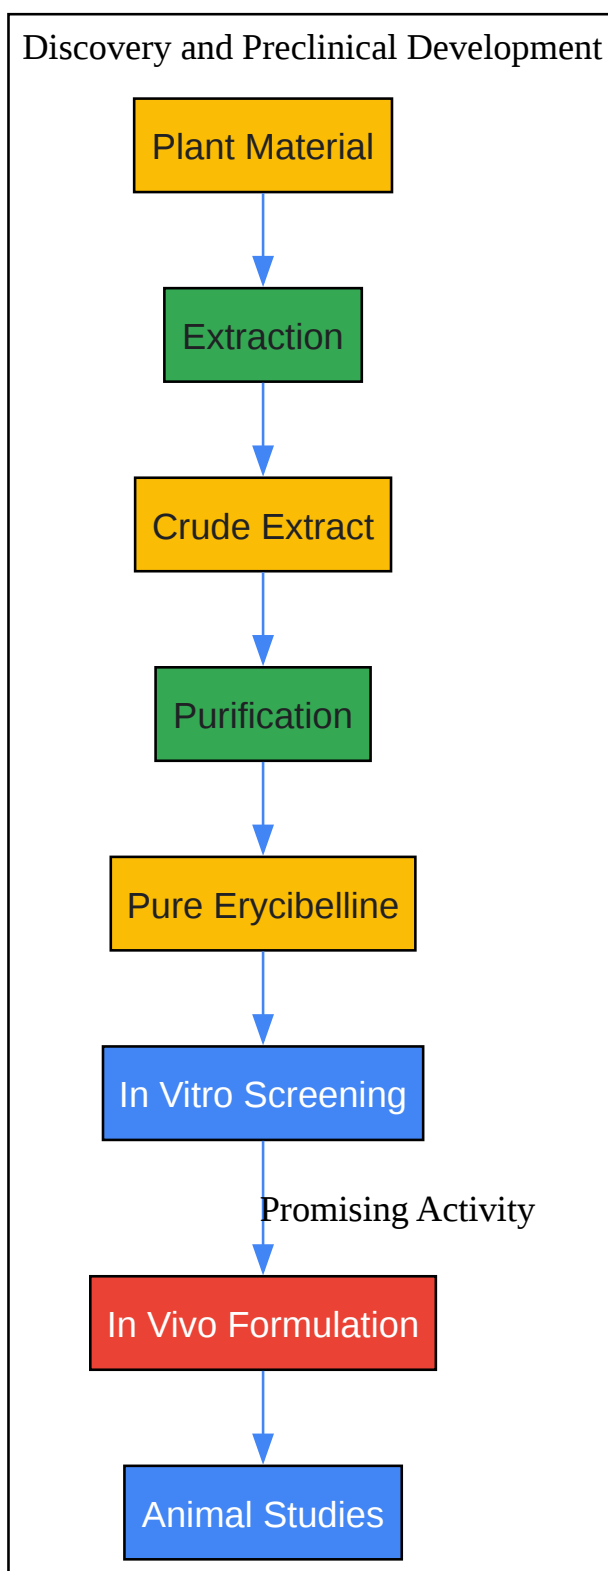 Discovery and Preclinical Development
Plant Material
Extraction
Crude Extract
Purification
Pure Erycibelline
In Vitro Screening
Promising Activity
In Vivo Formulation
Animal Studies